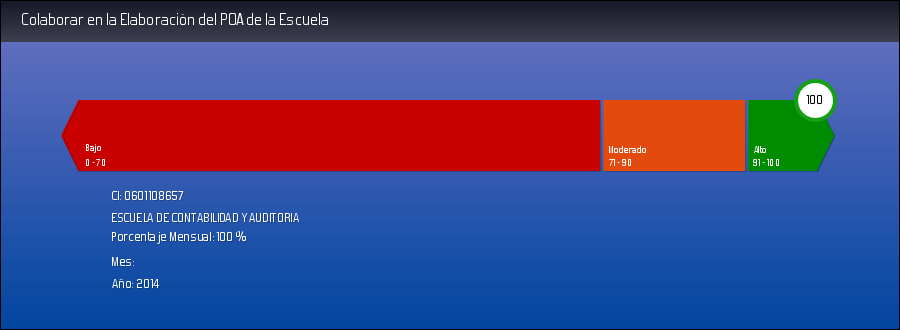 Colaborar en la Elaboración del POA de la Escuela
100
Bajo
0 - 70
Moderado
71 - 90
Alto
91 - 100
CI: 0601108657
ESCUELA DE CONTABILIDAD Y AUDITORIA
Porcentaje Mensual: 100 %
Mes:
Año: 2014